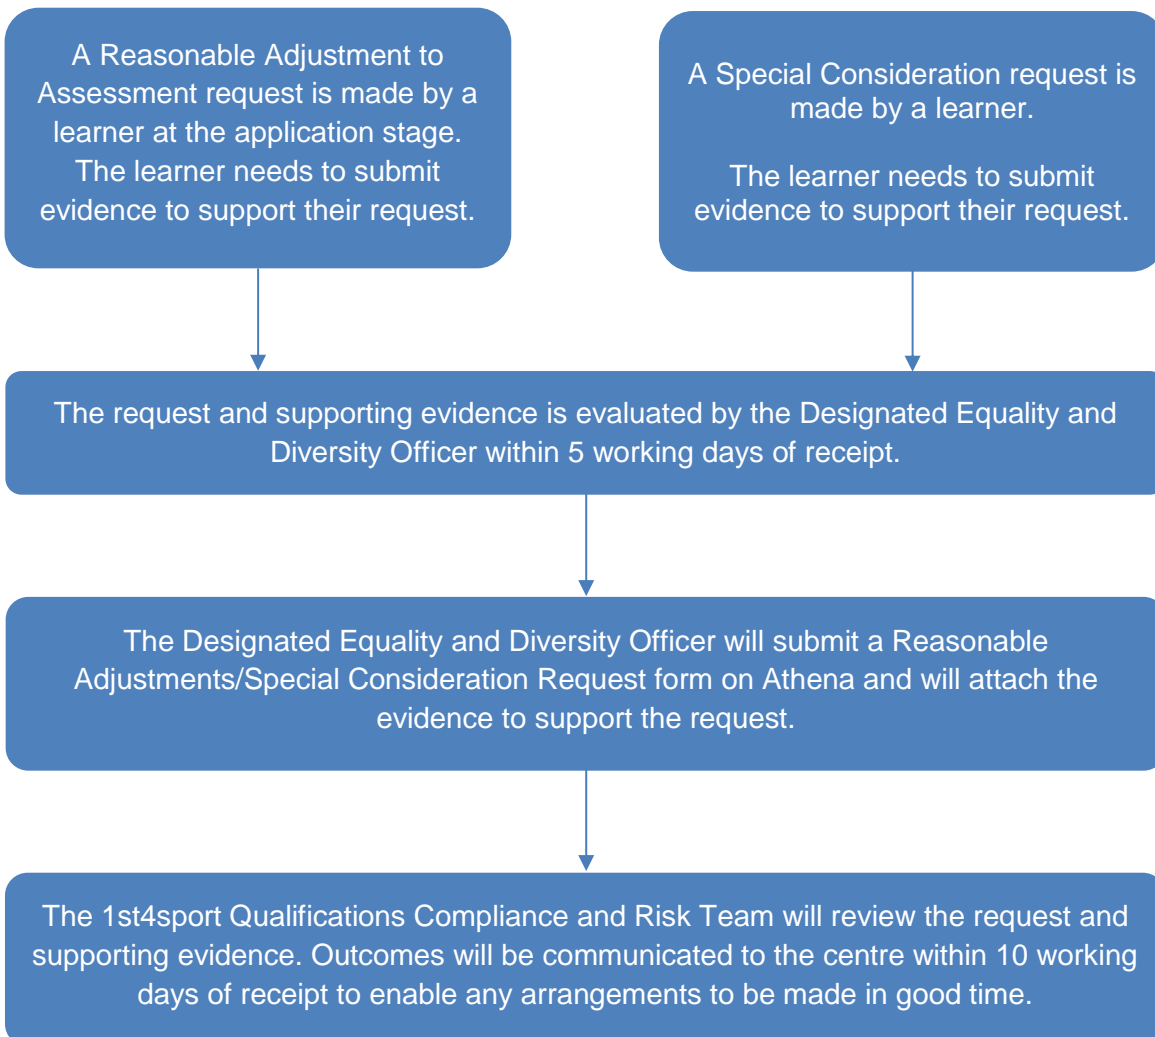 A Reasonable Adjustment to
Assessment request is made by a
learner at the application stage.
The learner needs to submit
evidence to support their request.
A Special Consideration request is
made by a learner.
The learner needs to submit
evidence to support their request.
The request and supporting evidence is evaluated by the Designated Equality and
Diversity Officer within 5 working days of receipt.
The Designated Equality and Diversity Officer will submit a Reasonable
Adjustments/Special Consideration Request form on Athena and will attach the
evidence to support the request.
The 1st4sport Qualifications Compliance and Risk Team will review the request and
supporting evidence. Outcomes will be communicated to the centre within 10 working
days of receipt to enable any arrangements to be made in good time.